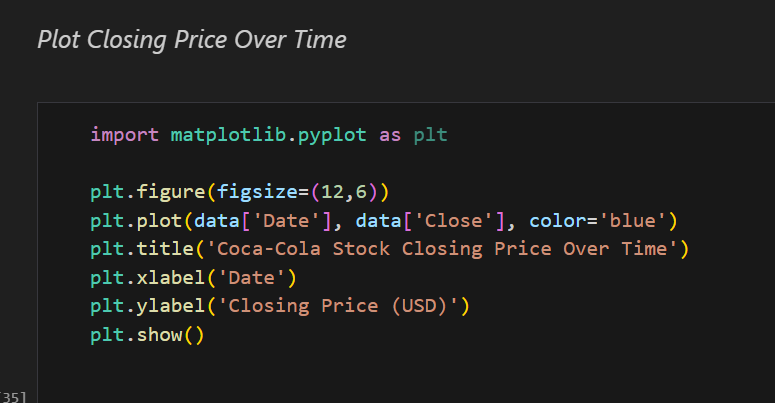 Plot Closing Price Over Time
import matplotlib.pyplot as plt
plt.figure(figsize=(12,6))
plt.plot(data['Date'], data['Close'], color='blue')
plt.title('Coca-Cola Stock Closing Price Over Time')
plt.xlabel('Date')
plt.ylabel('Closing Price (USD)')
plt.show()
35]